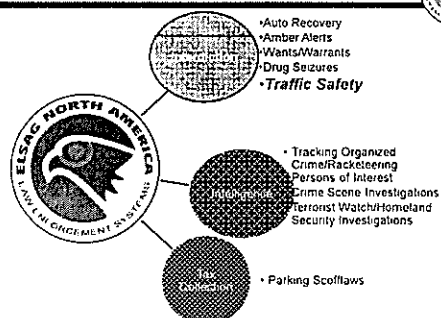 • Auto Recovery
• Amber Alerts
• Wants/Warrants
• Drug Seizures
• Traffic Safety
ELSAG NORTH AMERICA
LAW ENFORCEMENT SYSTEMS
Intelligence
• Tracking Organized
Crime/Racketeering
Persons of Interest
Crime Scene Investigations
Terrorist Watch/Homeland
Security Investigations
Tax
Collection
• Parking Scofflaws